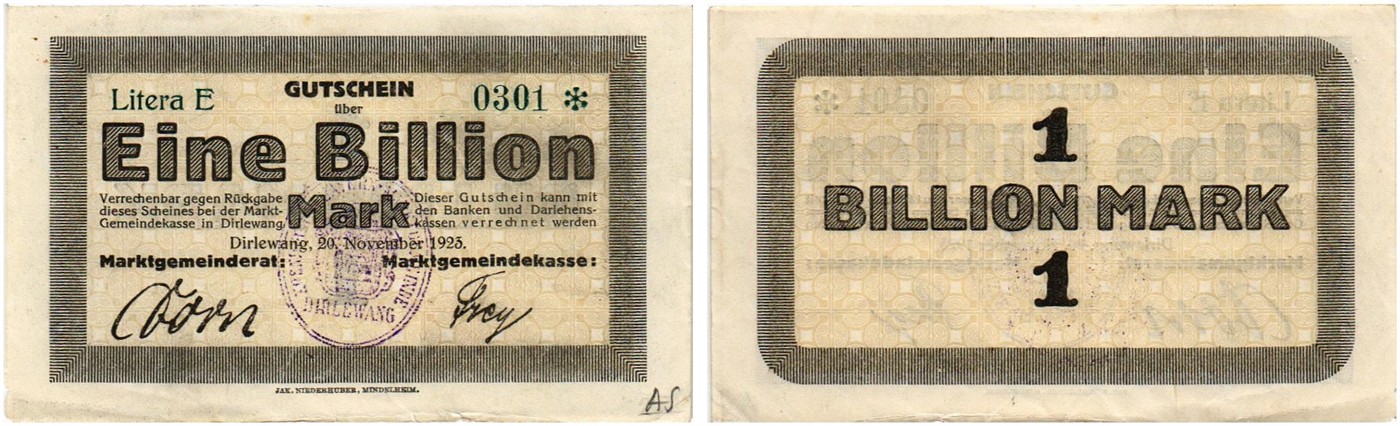 GUTSCHEIN
Litera E
über
0301 *
Eine Billion
Verrechenbar gegen Rückgabe
dieses Scheines bei der Markt-
Gemeindekasse in Dirlewang
Mark
Dieser Gutschein kann mit
den Banken und Darlehens-
kassen verrechnet werden
Dirlewang, 20. November 1923.
Marktgemeinderat:
Marktgemeindekasse:
Frey
DIRLEWANG
JAK. NIEDERHUBER, MINDELHEIM.
AS
1
BILLION MARK
1